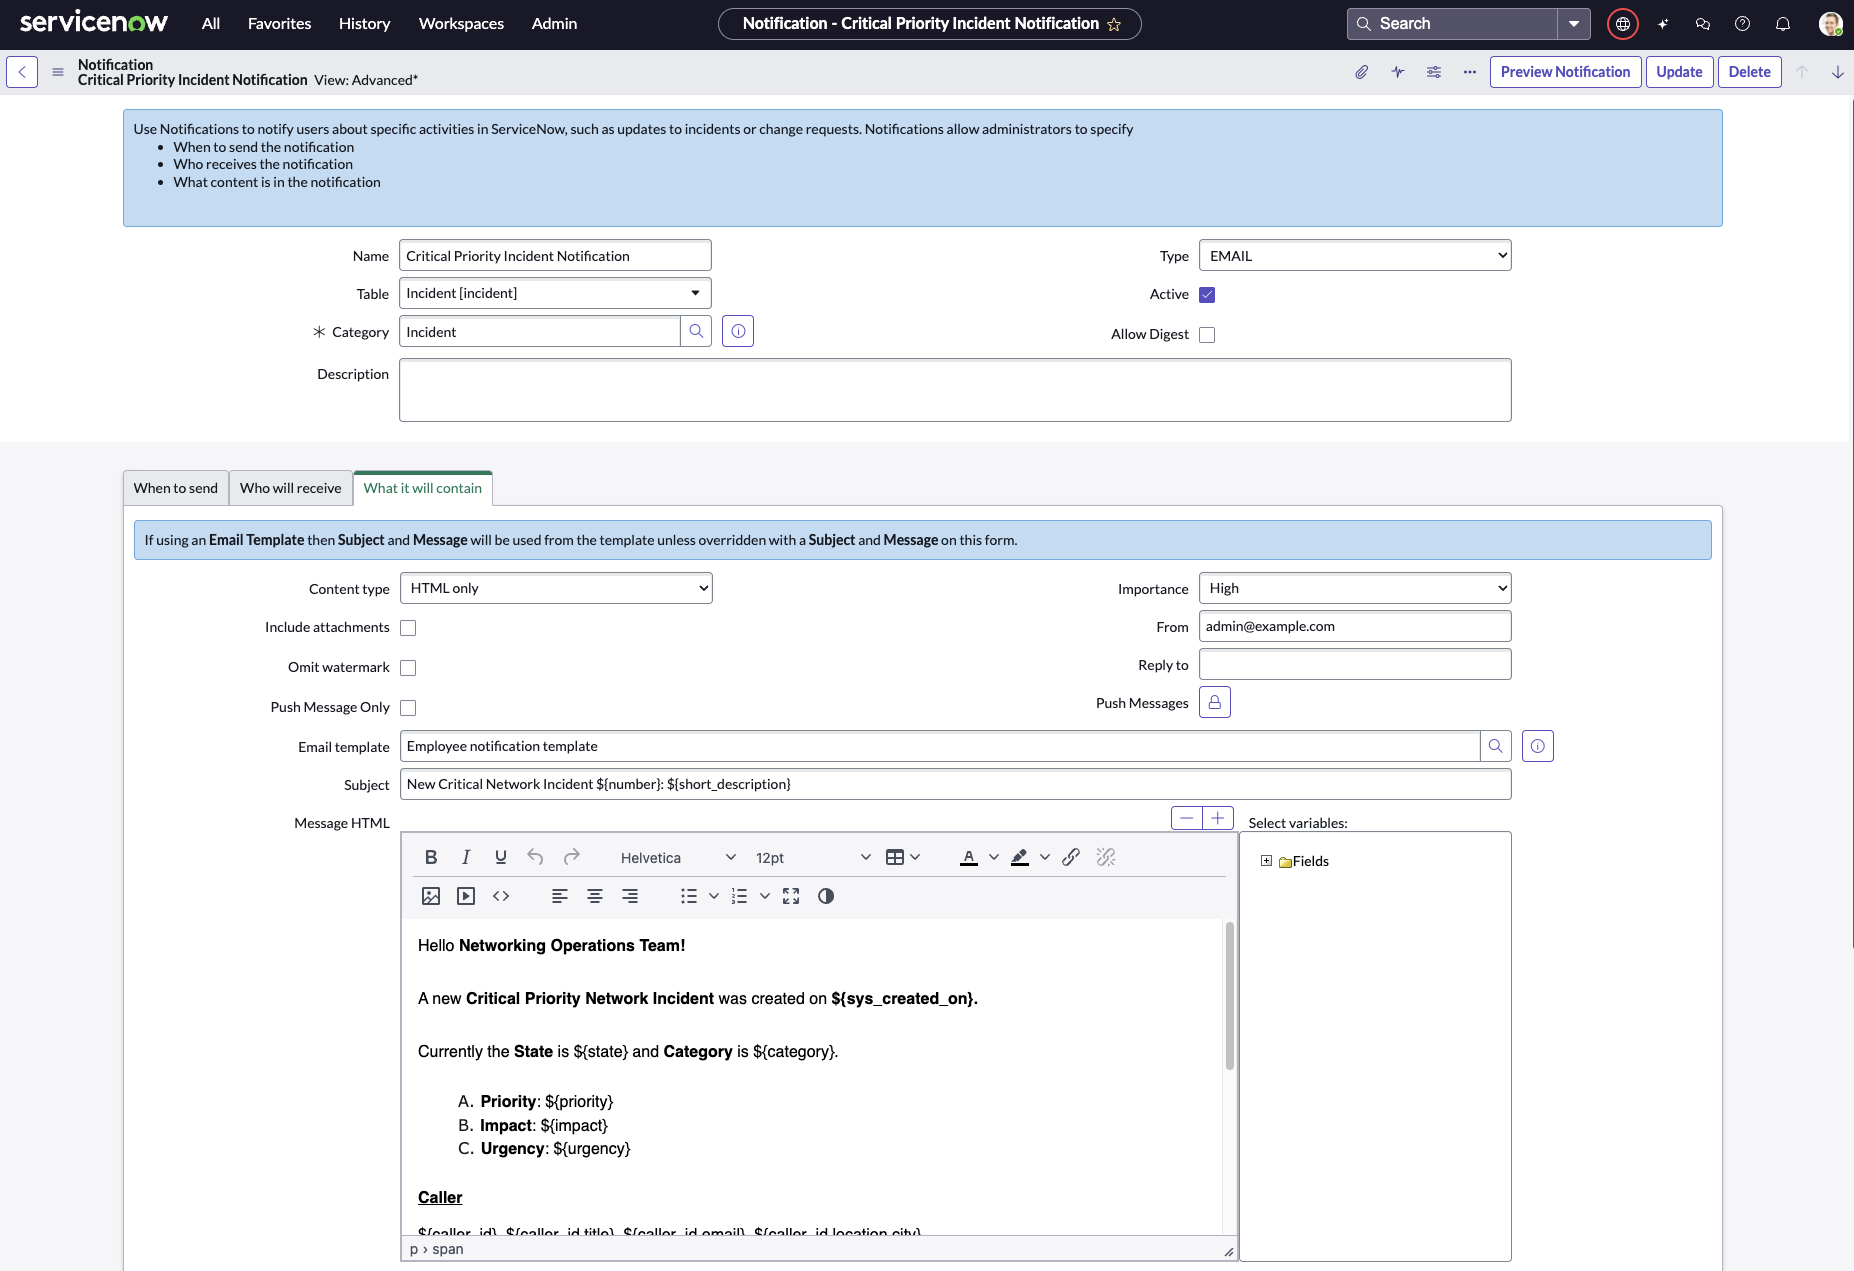 servicenow All Favorites History Workspaces Admin Notification - Critical Priority Incident Notification Search
Notification
Critical Priority Incident Notification View: Advanced*
Preview Notification Update Delete
Use Notifications to notify users about specific activities in ServiceNow, such as updates to incidents or change requests. Notifications allow administrators to specify
• When to send the notification
• Who receives the notification
• What content is in the notification
Name Critical Priority Incident Notification Type EMAIL
Table Incident [incident] Active
Category Incident Allow Digest
Description
When to send Who will receive What it will contain
If using an Email Template then Subject and Message will be used from the template unless overridden with a Subject and Message on this form.
Content type HTML only Importance High
Include attachments From admin@example.com
Omit watermark Reply to
Push Message Only Push Messages
Email template Employee notification template
Subject New Critical Network Incident ${number}: ${short_description}
Message HTML Select variables:
B I U Helvetica 12pt A
Fields
Hello Networking Operations Team!
A new Critical Priority Network Incident was created on ${sys_created_on}.
Currently the State is ${state} and Category is ${category}.
A. Priority: ${priority}
B. Impact: ${impact}
C. Urgency: ${urgency}
Caller
${caller_id}, ${caller_id.title}, ${caller_id.email}, ${caller_id.location.city}
p › span